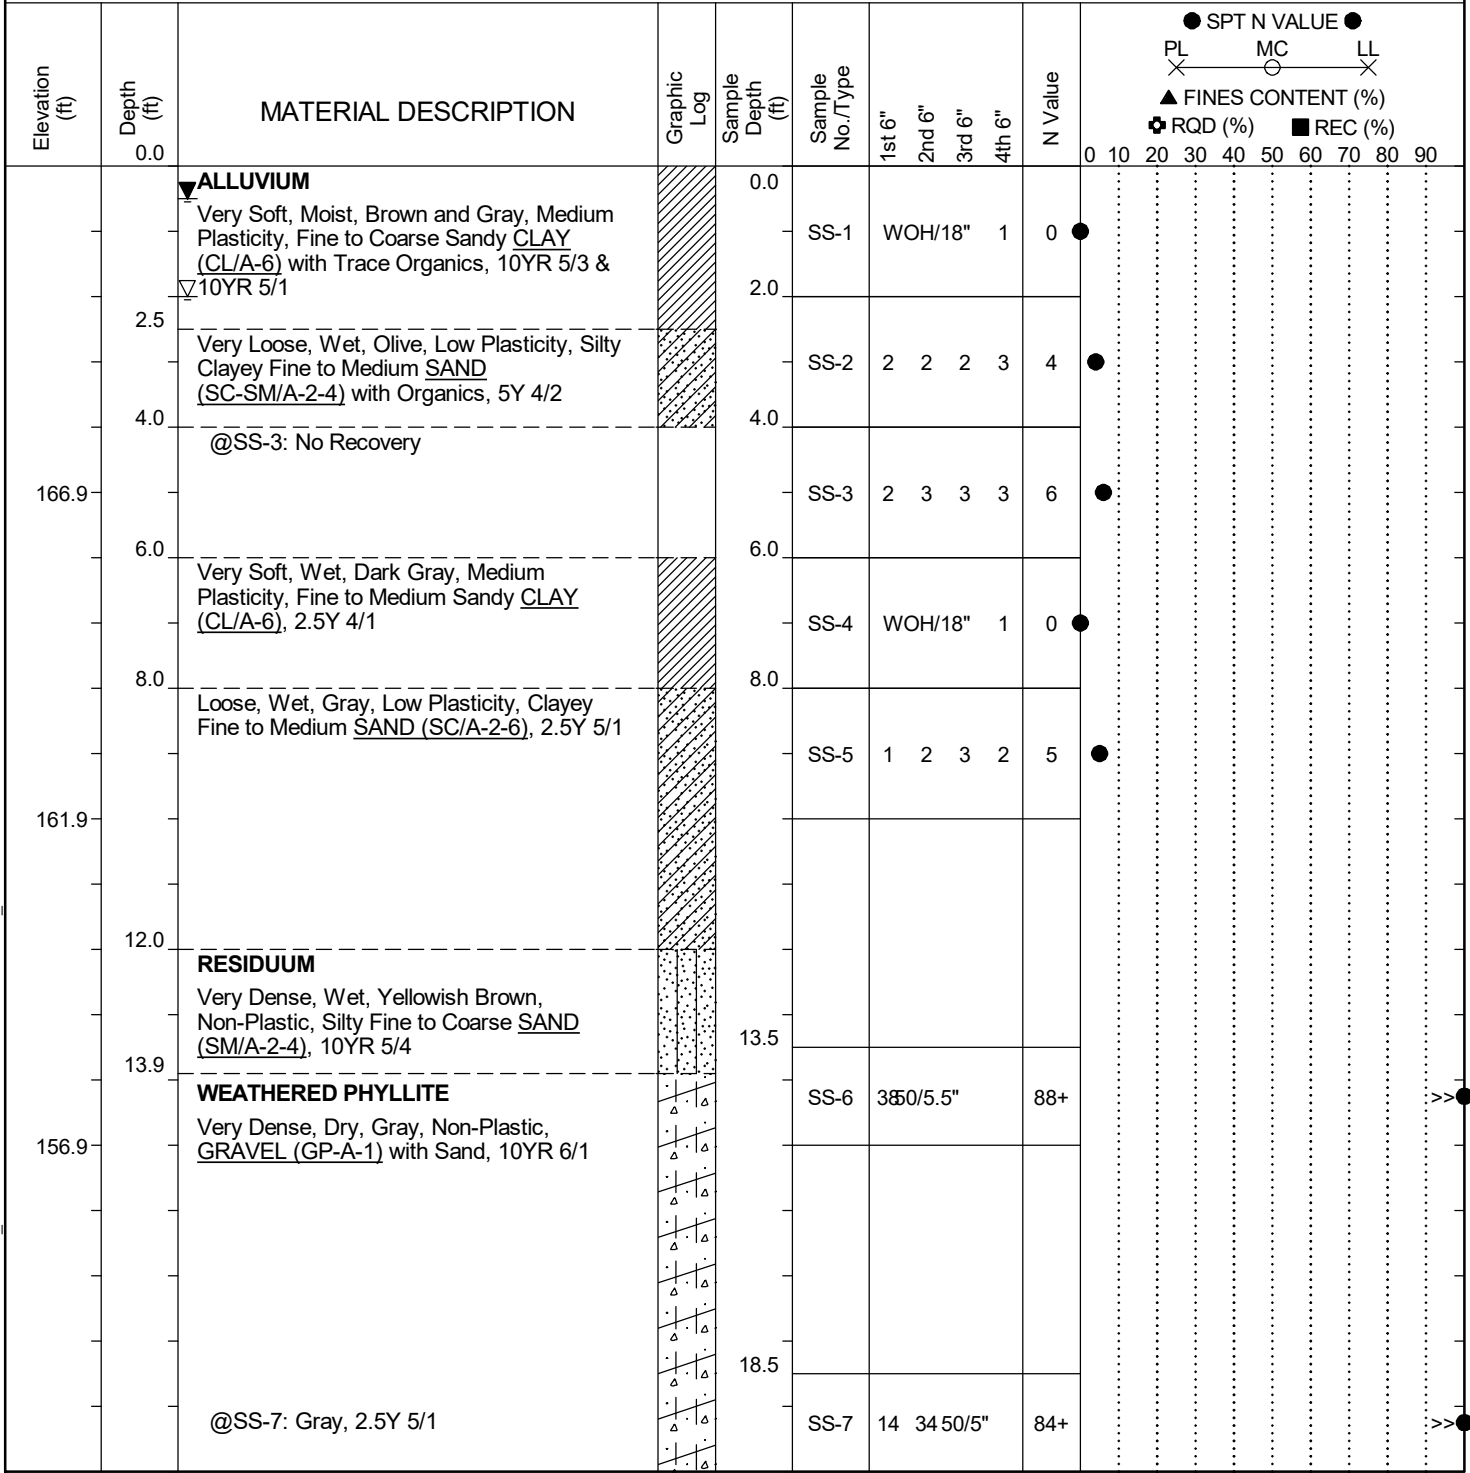 ● SPT N VALUE ●
PL MC LL
▲ FINES CONTENT (%)
RQD (%) ■ REC (%)
0 10 20 30 40 50 60 70 80 90
Elevation (ft)
Depth (ft)
0.0
MATERIAL DESCRIPTION
Graphic Log
Sample Depth (ft)
Sample No./Type
1st 6"
2nd 6"
3rd 6"
4th 6"
N Value
ALLUVIUM
0.0
Very Soft, Moist, Brown and Gray, Medium
Plasticity, Fine to Coarse Sandy CLAY
(CL/A-6) with Trace Organics, 10YR 5/3 &
10YR 5/1
SS-1 WOH/18" 1 0
2.0
2.5
Very Loose, Wet, Olive, Low Plasticity, Silty
Clayey Fine to Medium SAND
(SC-SM/A-2-4) with Organics, 5Y 4/2
SS-2 2 2 2 3 4
4.0 4.0
@SS-3: No Recovery
166.9 SS-3 2 3 3 3 6
6.0 6.0
Very Soft, Wet, Dark Gray, Medium
Plasticity, Fine to Medium Sandy CLAY
(CL/A-6), 2.5Y 4/1
SS-4 WOH/18" 1 0
8.0 8.0
Loose, Wet, Gray, Low Plasticity, Clayey
Fine to Medium SAND (SC/A-2-6), 2.5Y 5/1
SS-5 1 2 3 2 5
161.9
12.0
RESIDUUM
Very Dense, Wet, Yellowish Brown,
Non-Plastic, Silty Fine to Coarse SAND
(SM/A-2-4), 10YR 5/4
13.5
13.9
WEATHERED PHYLLITE
SS-6 38 50/5.5" 88+ >>
Very Dense, Dry, Gray, Non-Plastic,
GRAVEL (GP-A-1) with Sand, 10YR 6/1
156.9
18.5
@SS-7: Gray, 2.5Y 5/1
SS-7 14 34 50/5" 84+ >>